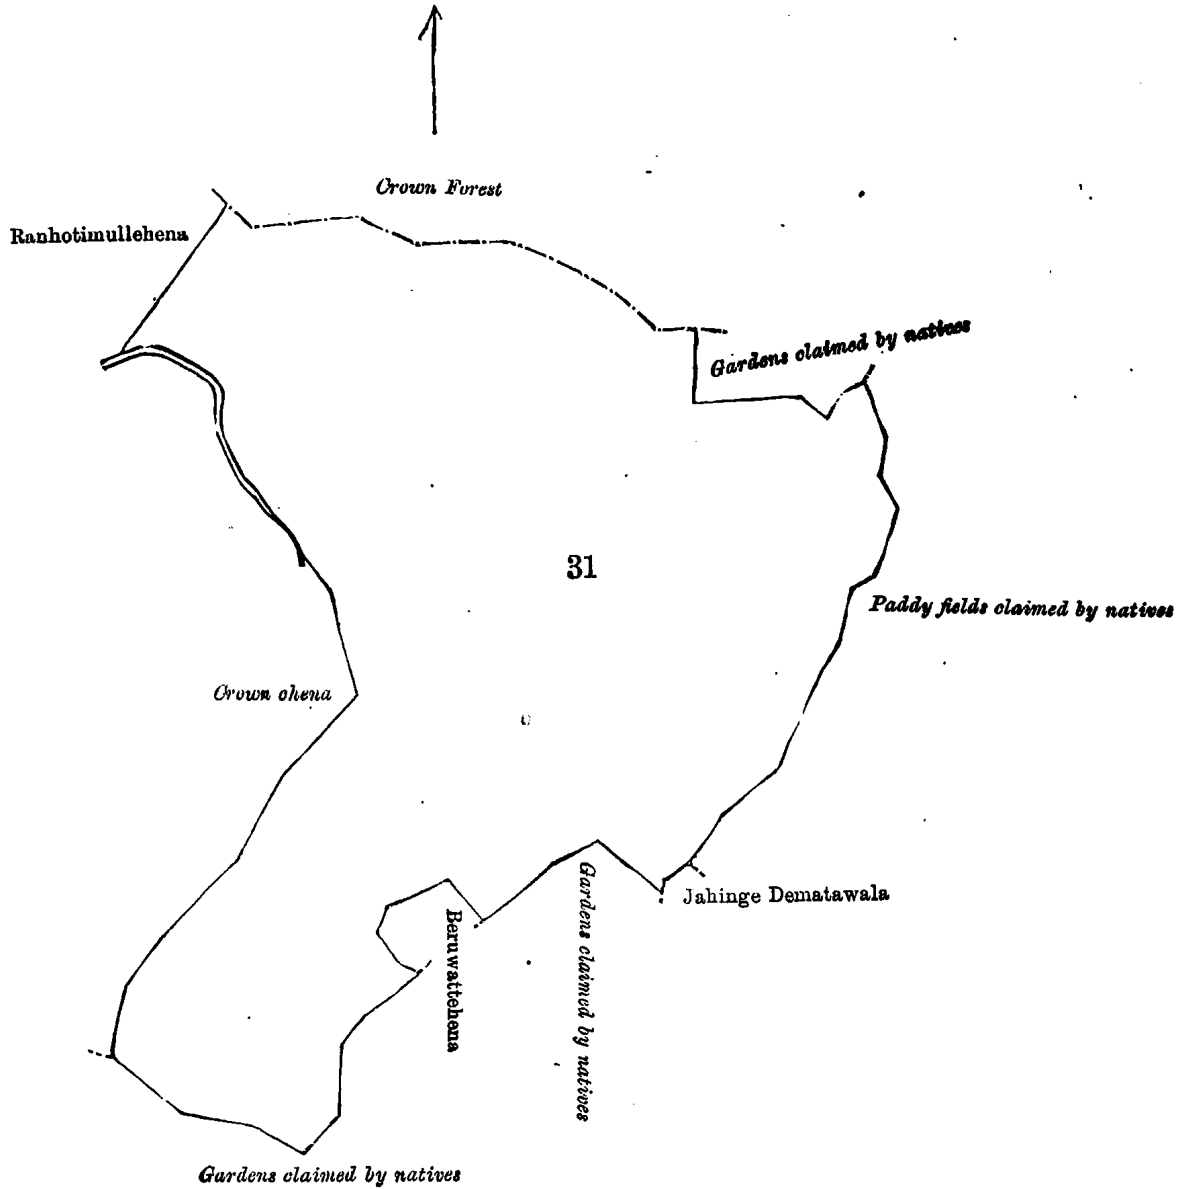 Crown Forest
Ranhotimullehena
Gardens claimed by natives
31
Paddy fields claimed by natives
Crown chena
Jahinge Dematawala
Beruwattehena
Gardens claimed by natives
Gardens claimed by natives